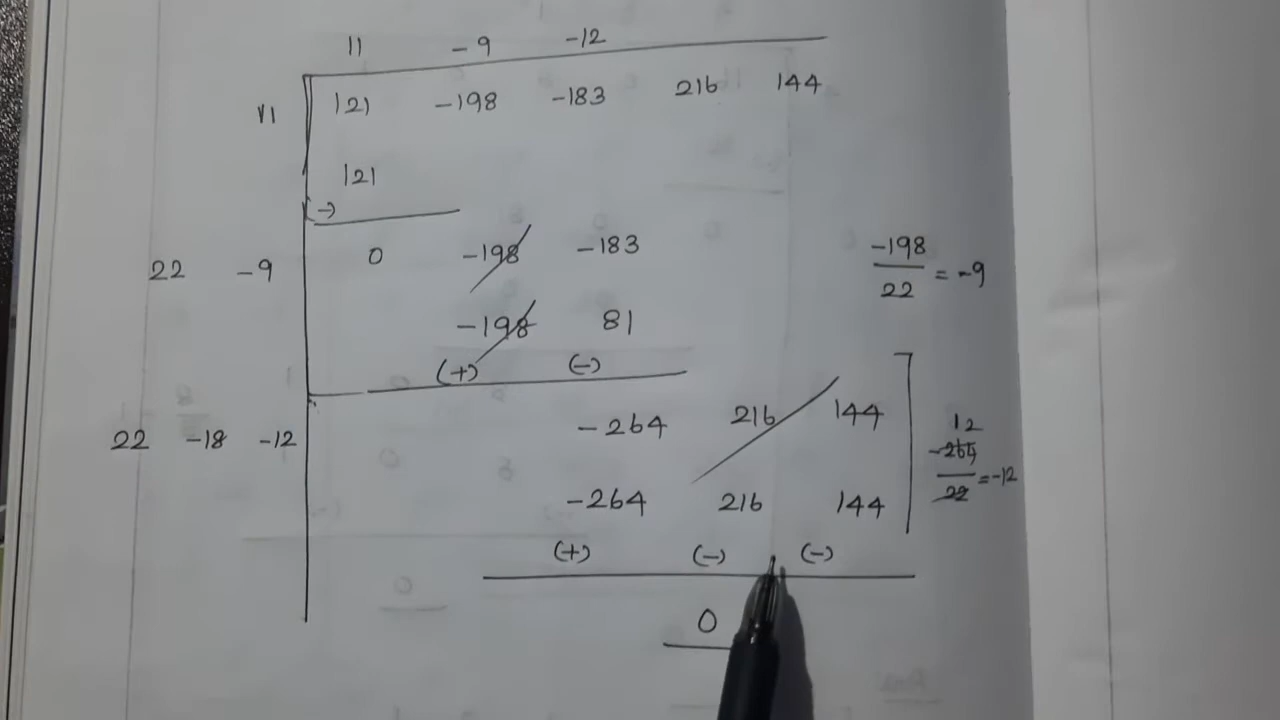 11 -9 -12
11 121 -198 -183 216 144
121
(-)
0 -198 -183
22 -9
-198/22 = -9
-198 81
(+) (-)
-264 216 144
22 -18 -12
12
-264/22 = -12
-264 216 144
(+) (-) (-)
0